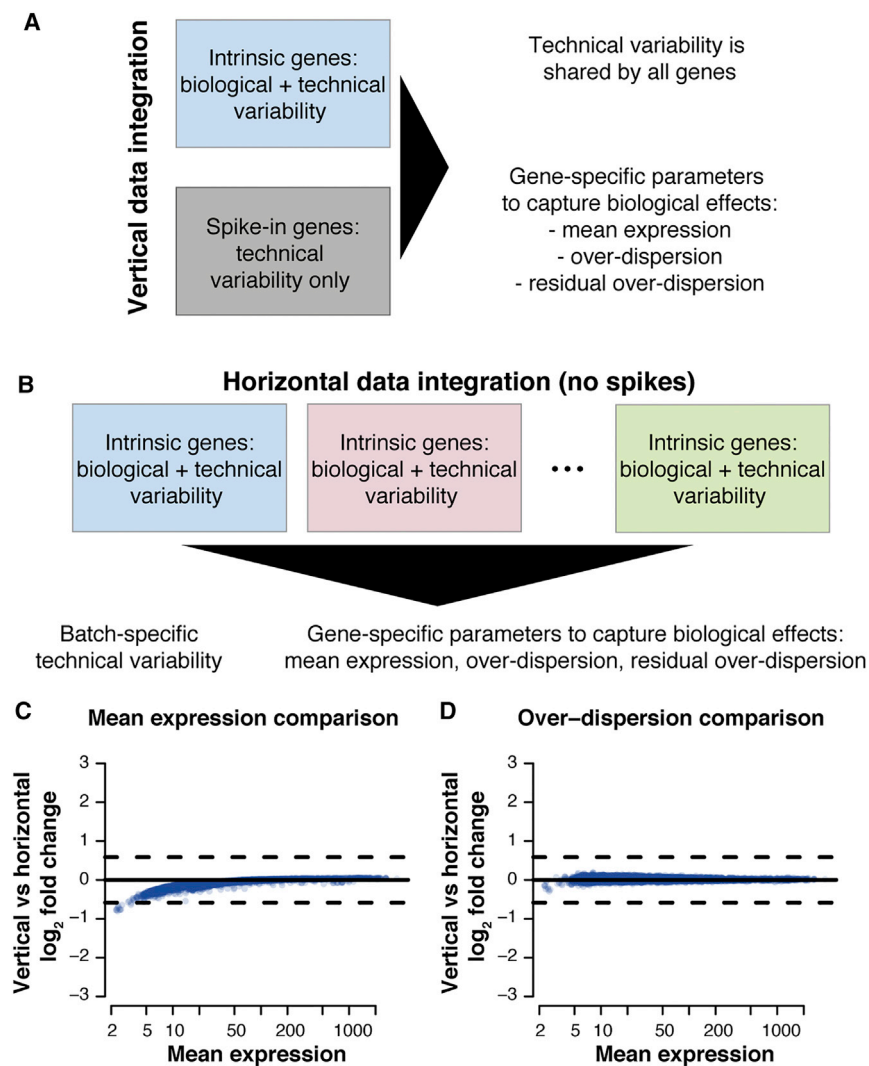 A
Vertical data integration
Intrinsic genes:
biological + technical
variability
Spike-in genes:
technical
variability only
Technical variability is
shared by all genes
Gene-specific parameters
to capture biological effects:
- mean expression
- over-dispersion
- residual over-dispersion
B
Horizontal data integration (no spikes)
Intrinsic genes:
biological + technical
variability
Intrinsic genes:
biological + technical
variability
...
Intrinsic genes:
biological + technical
variability
Batch-specific
technical variability
Gene-specific parameters to capture biological effects:
mean expression, over-dispersion, residual over-dispersion
C
Mean expression comparison
Vertical vs horizontal
log2 fold change
3
2
1
0
−1
−2
−3
2 5 10 50 200 1000
Mean expression
D
Over−dispersion comparison
Vertical vs horizontal
log2 fold change
3
2
1
0
−1
−2
−3
2 5 10 50 200 1000
Mean expression